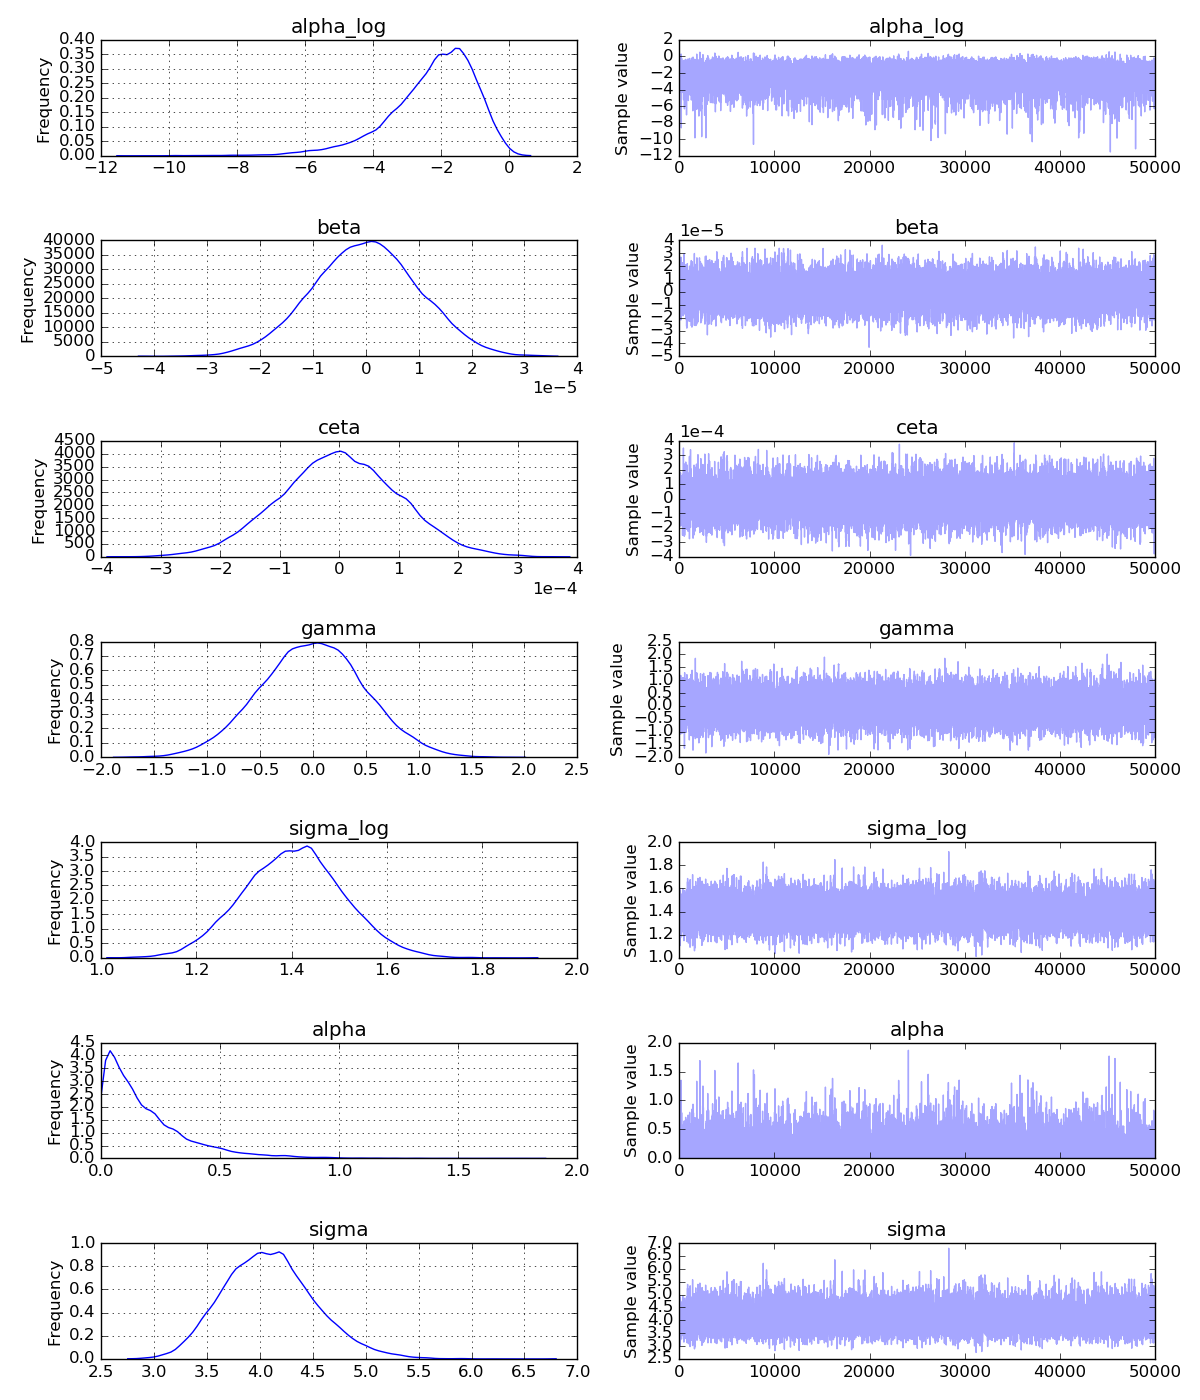 alpha_log
Frequency
0.40
0.35
0.30
0.25
0.20
0.15
0.10
0.05
0.00
−12 −10 −8 −6 −4 −2 0 2
alpha_log
Sample value
2
0
−2
−4
−6
−8
−10
−12
0 10000 20000 30000 40000 50000
beta
Frequency
40000
35000
30000
25000
20000
15000
10000
5000
0
−5 −4 −3 −2 −1 0 1 2 3 4
1e−5
beta
1e−5
Sample value
4
3
2
1
0
−1
−2
−3
−4
−5
0 10000 20000 30000 40000 50000
ceta
Frequency
4500
4000
3500
3000
2500
2000
1500
1000
500
0
−4 −3 −2 −1 0 1 2 3 4
1e−4
ceta
1e−4
Sample value
4
3
2
1
0
−1
−2
−3
−4
0 10000 20000 30000 40000 50000
gamma
Frequency
0.8
0.7
0.6
0.5
0.4
0.3
0.2
0.1
0.0
−2.0 −1.5 −1.0 −0.5 0.0 0.5 1.0 1.5 2.0 2.5
gamma
Sample value
2.5
2.0
1.5
1.0
0.5
0.0
−0.5
−1.0
−1.5
−2.0
0 10000 20000 30000 40000 50000
sigma_log
Frequency
4.0
3.5
3.0
2.5
2.0
1.5
1.0
0.5
0.0
1.0 1.2 1.4 1.6 1.8 2.0
sigma_log
Sample value
2.0
1.8
1.6
1.4
1.2
1.0
0 10000 20000 30000 40000 50000
alpha
Frequency
4.5
4.0
3.5
3.0
2.5
2.0
1.5
1.0
0.5
0.0
0.0 0.5 1.0 1.5 2.0
alpha
Sample value
2.0
1.5
1.0
0.5
0.0
0 10000 20000 30000 40000 50000
sigma
Frequency
1.0
0.8
0.6
0.4
0.2
0.0
2.5 3.0 3.5 4.0 4.5 5.0 5.5 6.0 6.5 7.0
sigma
Sample value
7.0
6.5
6.0
5.5
5.0
4.5
4.0
3.5
3.0
2.5
0 10000 20000 30000 40000 50000